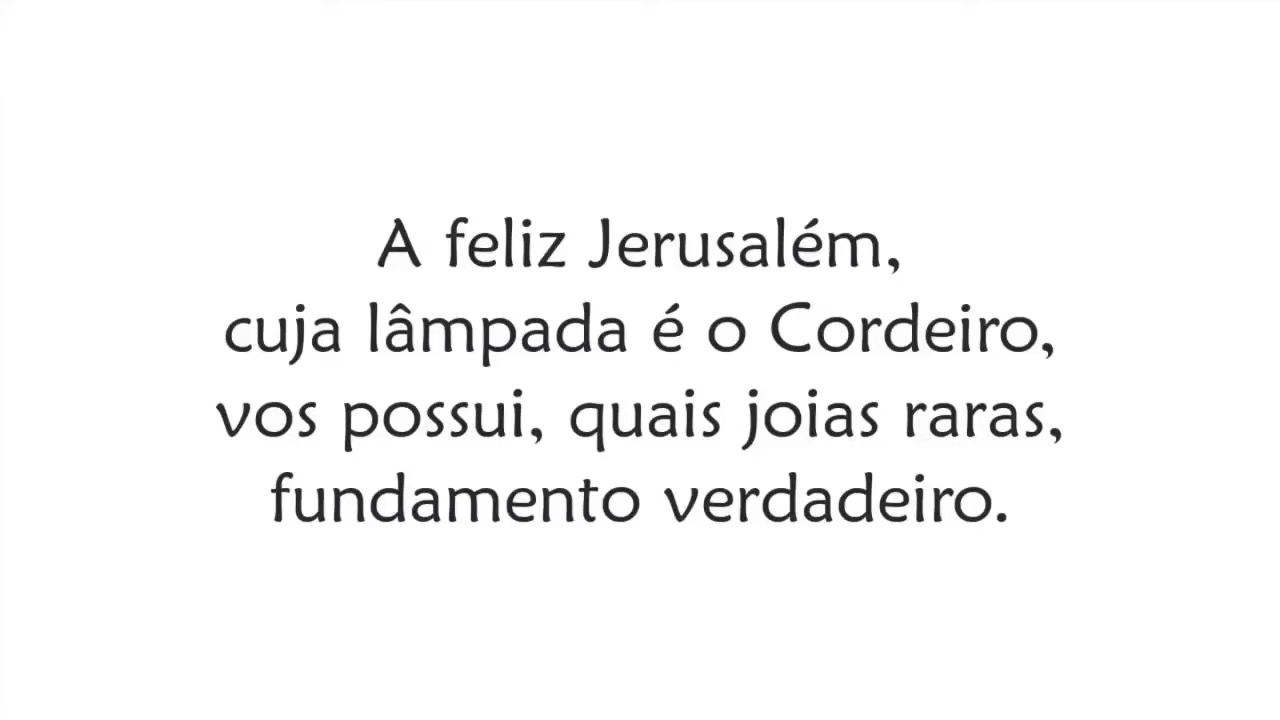 A feliz Jerusalém,
cuja lâmpada é o Cordeiro,
vos possui, quais joias raras,
fundamento verdadeiro.